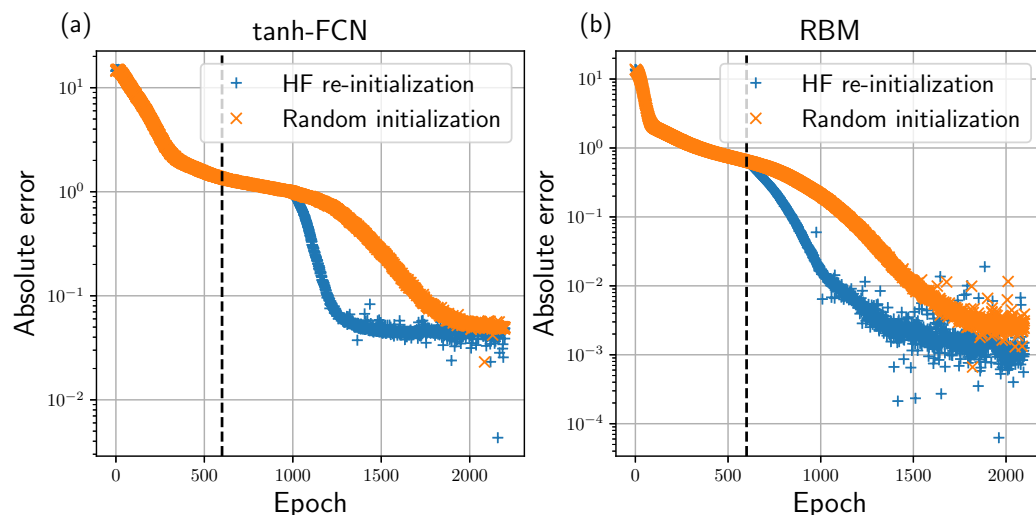 (a)
tanh-FCN
HF re-initialization
Random initialization
Absolute error
10^1
10^0
10^-1
10^-2
0 500 1000 1500 2000
Epoch
(b)
RBM
HF re-initialization
Random initialization
Absolute error
10^1
10^0
10^-1
10^-2
10^-3
10^-4
0 500 1000 1500 2000
Epoch